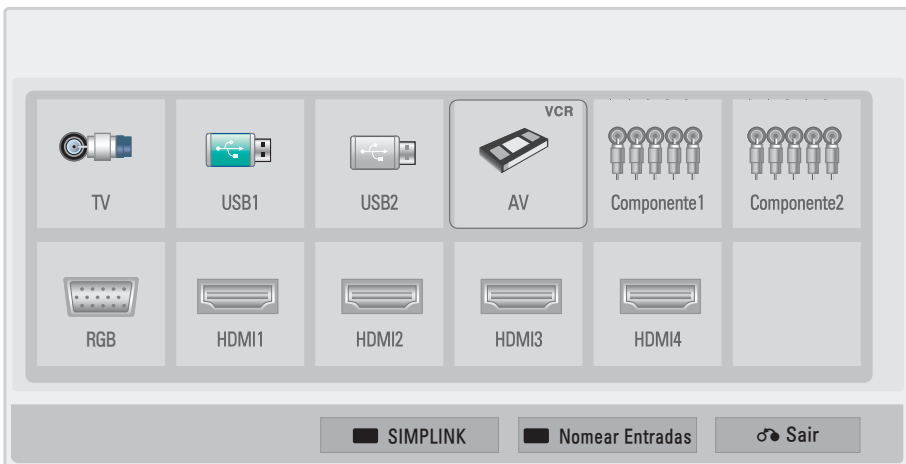 VCR
TV
USB1
USB2
AV
Componente1
Componente2
RGB
HDMI1
HDMI2
HDMI3
HDMI4
SIMPLINK
Nomear Entradas
Sair